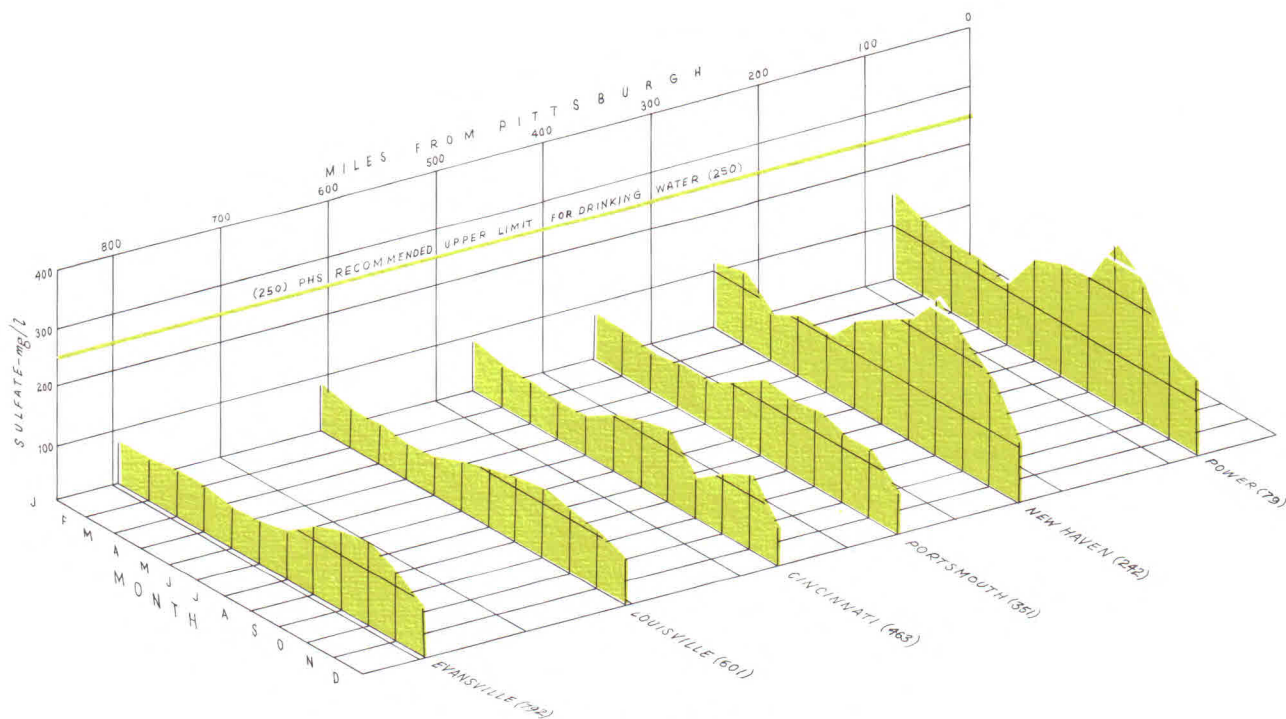 MILES FROM PITTSBURGH
0
100
200
300
400
500
600
700
800
(250) PHS RECOMMENDED UPPER LIMIT FOR DRINKING WATER (250)
SULFATE-mg/l
400
300
200
100
J
F
M
A
M
J
J
A
S
O
N
D
MONTH
EVANSVILLE (792)
LOUISVILLE (601)
CINCINNATI (463)
PORTSMOUTH (351)
NEW HAVEN (242)
POWER (79)